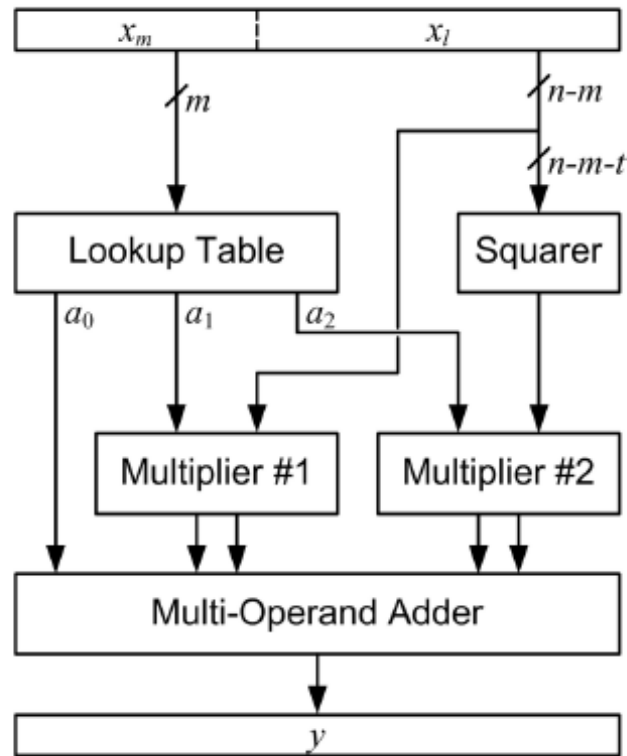 x_m x_l
m n-m
n-m-t
Lookup Table Squarer
a_0 a_1 a_2
Multiplier #1 Multiplier #2
Multi-Operand Adder
y